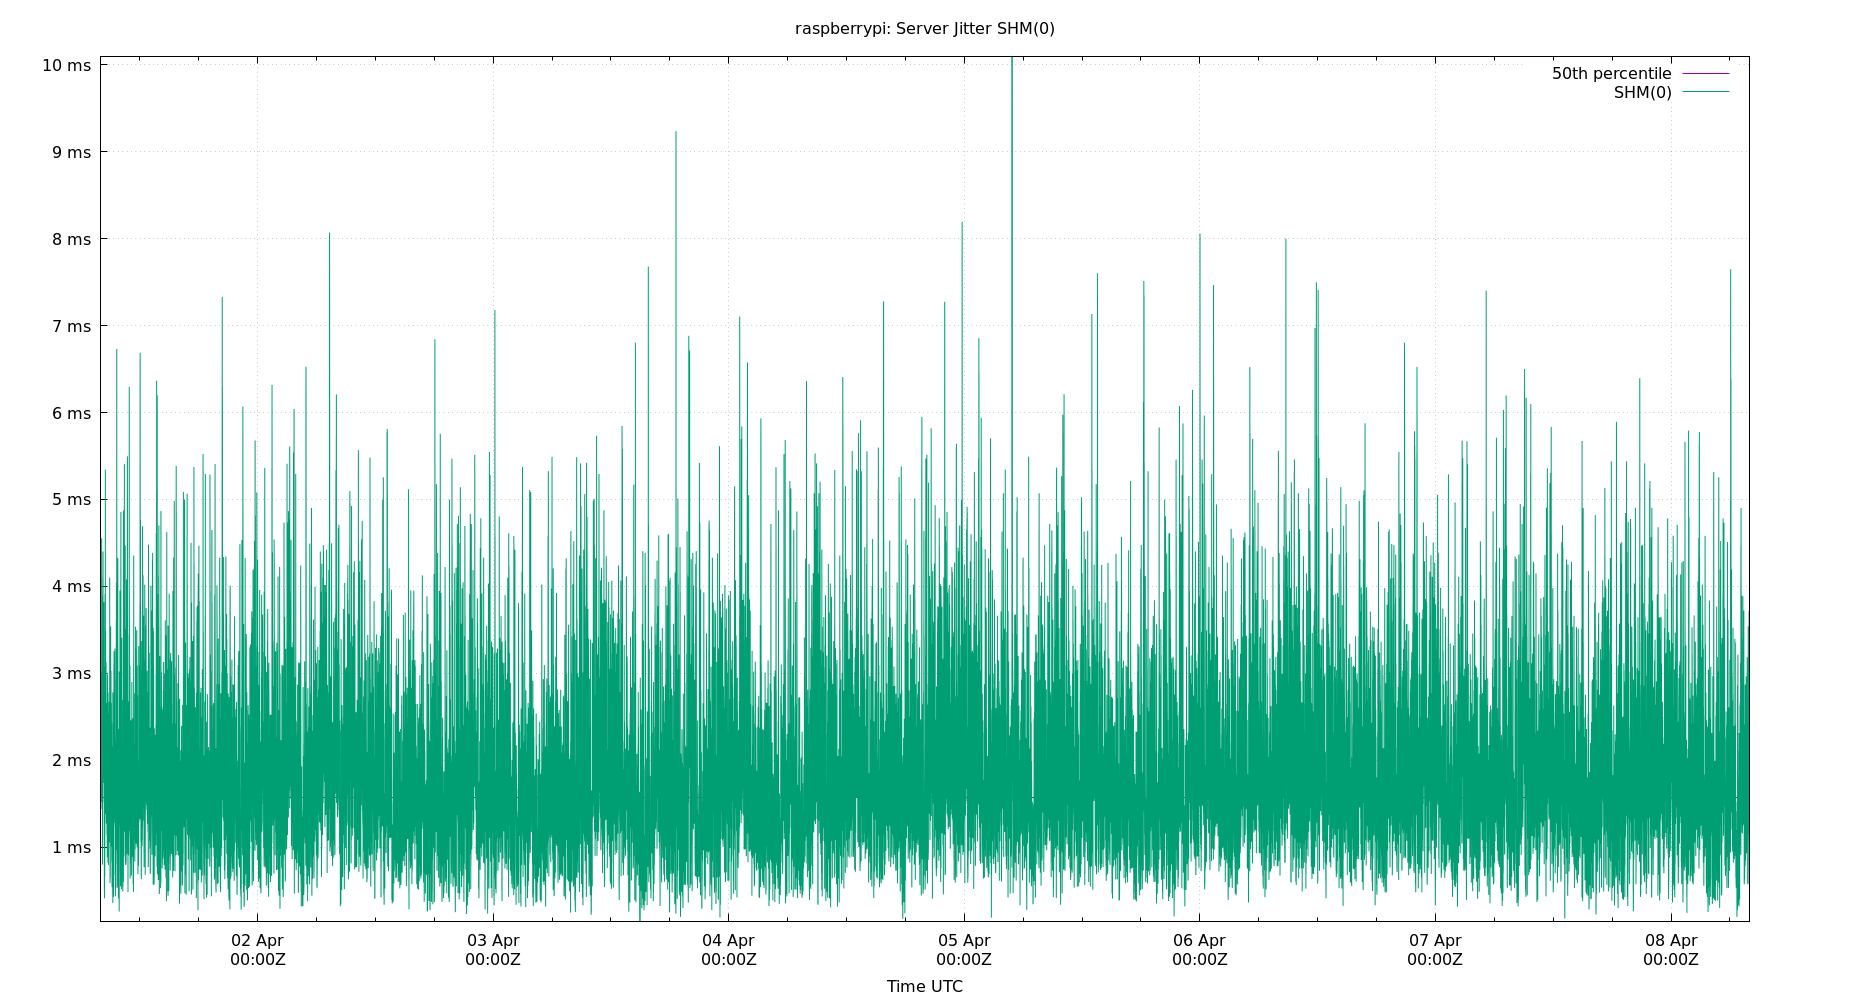 raspberrypi: Server Jitter SHM(0)
10 ms
9 ms
8 ms
7 ms
6 ms
5 ms
4 ms
3 ms
2 ms
1 ms
50th percentile
SHM(0)
02 Apr
00:00Z
03 Apr
00:00Z
04 Apr
00:00Z
05 Apr
00:00Z
06 Apr
00:00Z
07 Apr
00:00Z
08 Apr
00:00Z
Time UTC